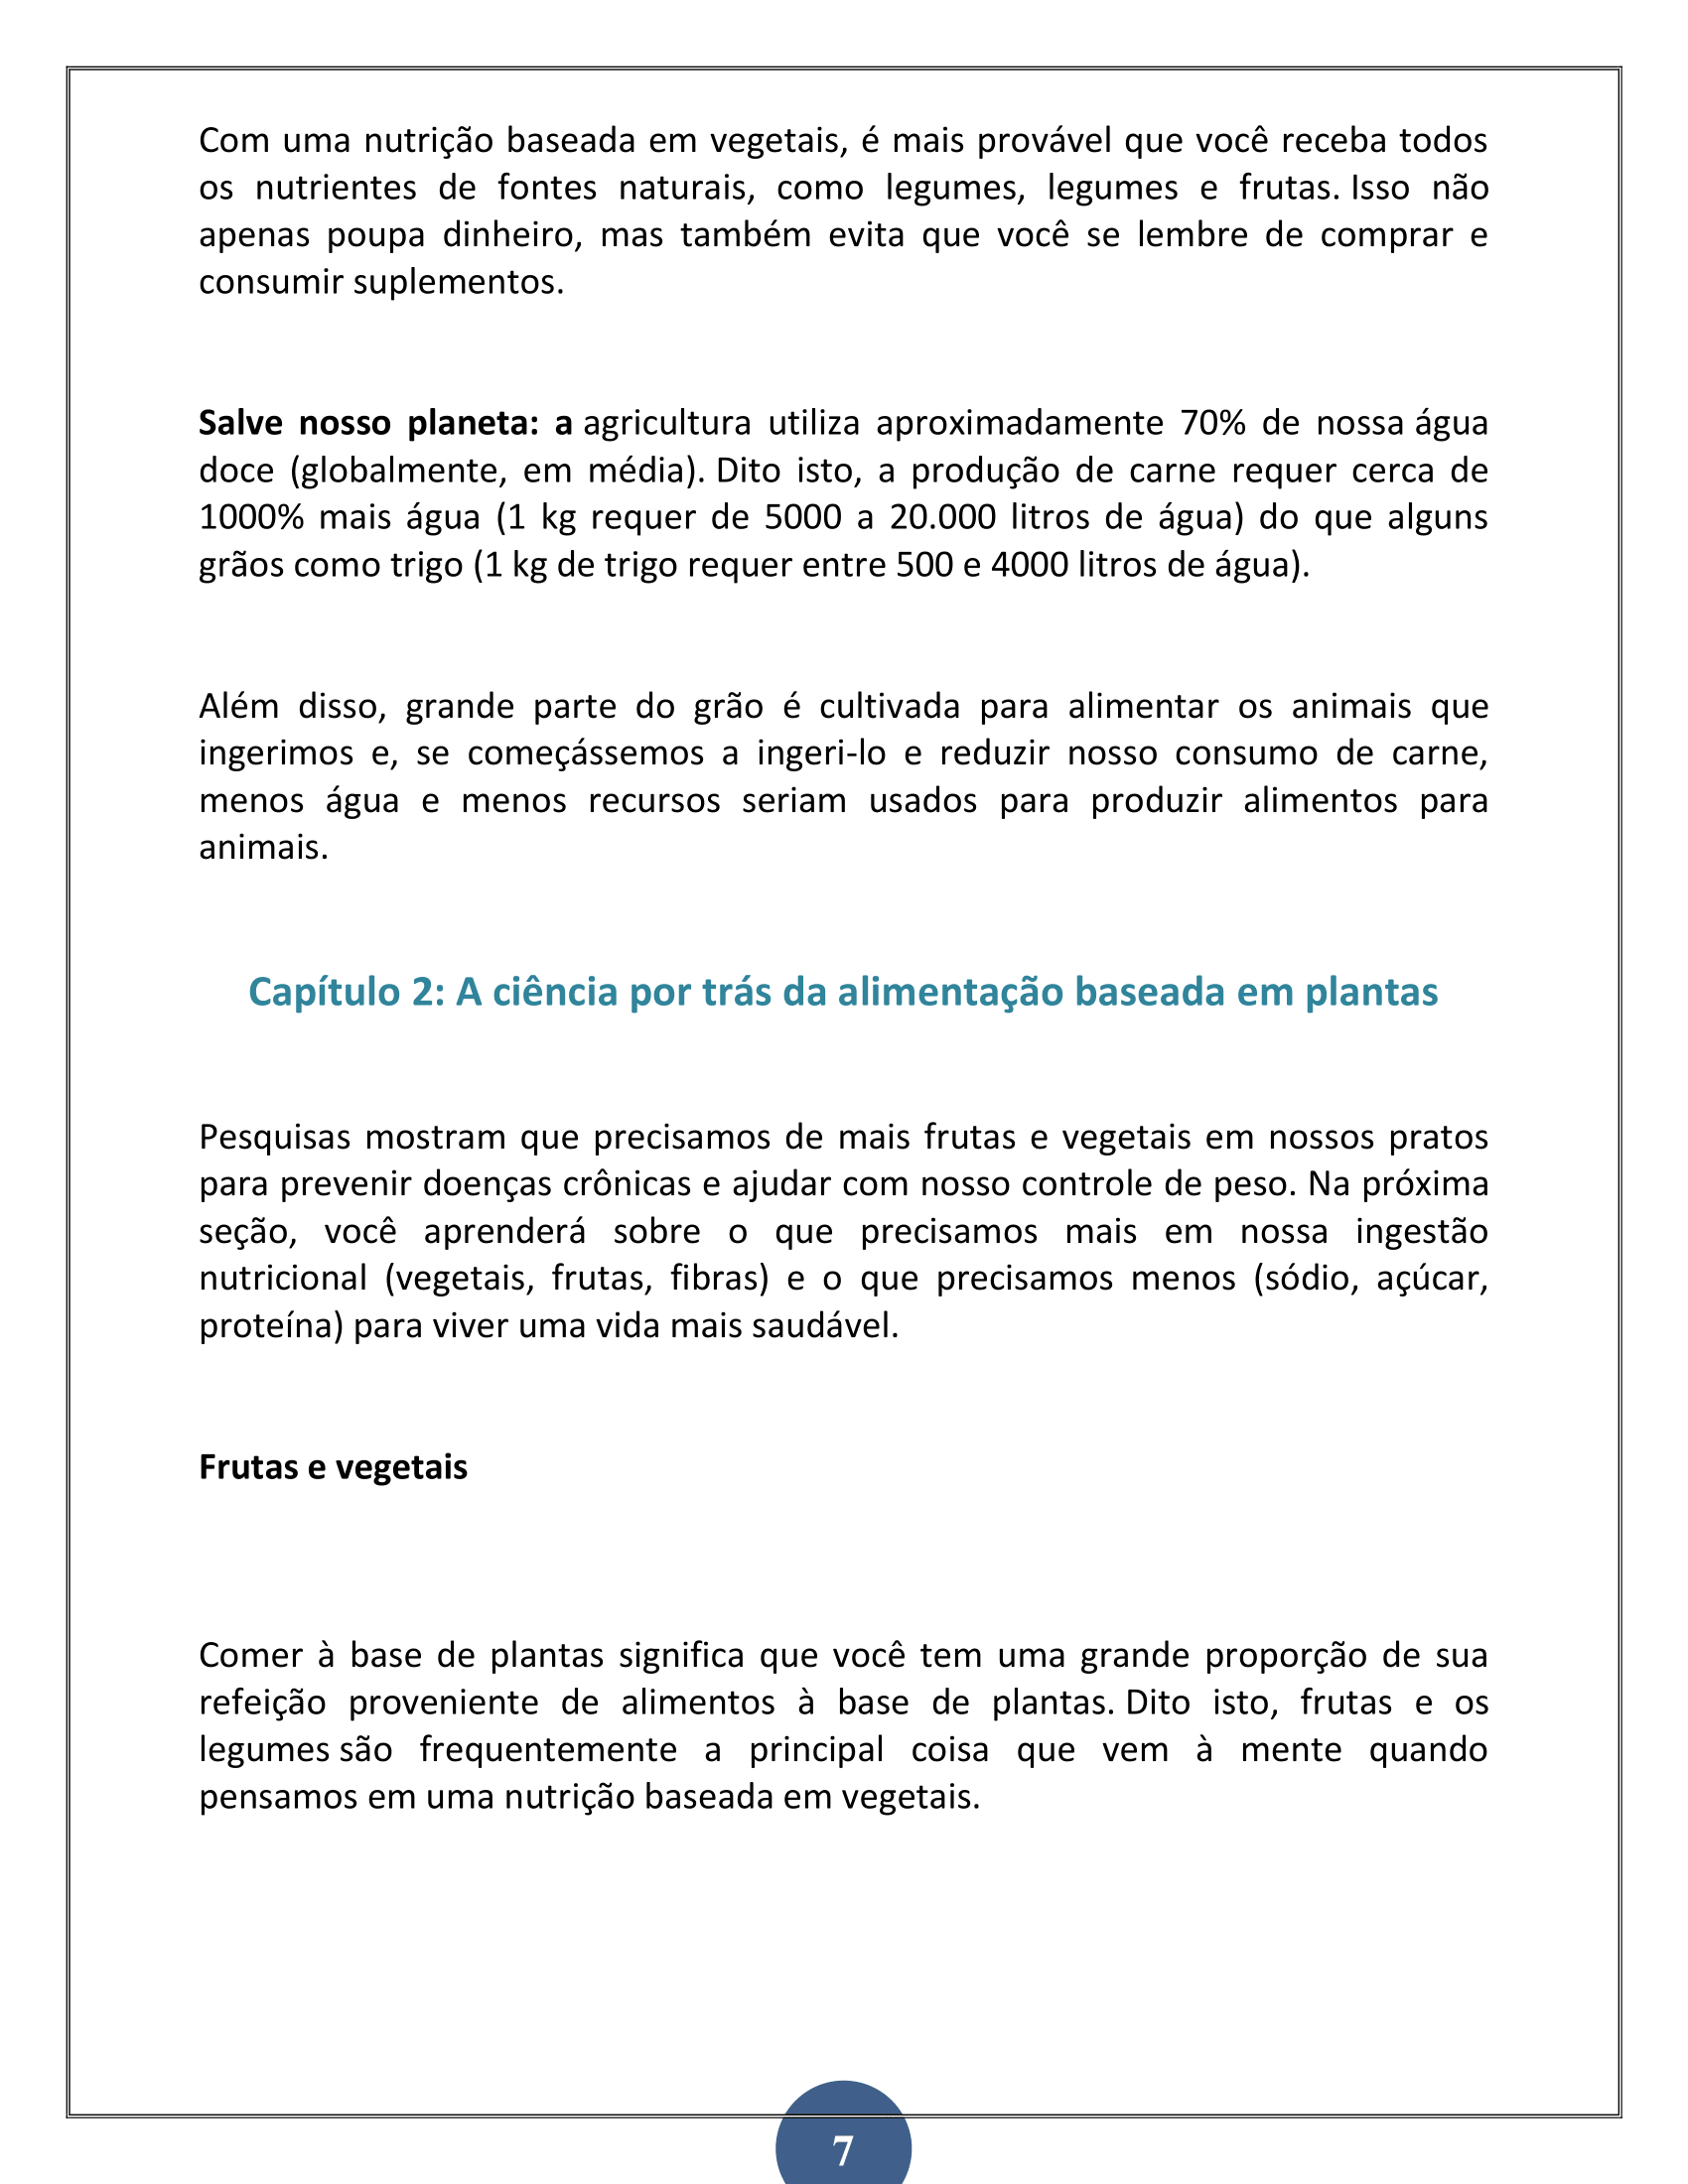 Com uma nutrição baseada em vegetais, é mais provável que você receba todos
os nutrientes de fontes naturais, como legumes, legumes e frutas. Isso não
apenas poupa dinheiro, mas também evita que você se lembre de comprar e
consumir suplementos.
Salve nosso planeta: a agricultura utiliza aproximadamente 70% de nossa água
doce (globalmente, em média). Dito isto, a produção de carne requer cerca de
1000% mais água (1 kg requer de 5000 a 20.000 litros de água) do que alguns
grãos como trigo (1 kg de trigo requer entre 500 e 4000 litros de água).
Além disso, grande parte do grão é cultivada para alimentar os animais que
ingerimos e, se começássemos a ingeri-lo e reduzir nosso consumo de carne,
menos água e menos recursos seriam usados para produzir alimentos para
animais.
Capítulo 2: A ciência por trás da alimentação baseada em plantas
Pesquisas mostram que precisamos de mais frutas e vegetais em nossos pratos
para prevenir doenças crônicas e ajudar com nosso controle de peso. Na próxima
seção, você aprenderá sobre o que precisamos mais em nossa ingestão
nutricional (vegetais, frutas, fibras) e o que precisamos menos (sódio, açúcar,
proteína) para viver uma vida mais saudável.
Frutas e vegetais
Comer à base de plantas significa que você tem uma grande proporção de sua
refeição proveniente de alimentos à base de plantas. Dito isto, frutas e os
legumes são frequentemente a principal coisa que vem à mente quando
pensamos em uma nutrição baseada em vegetais.
7